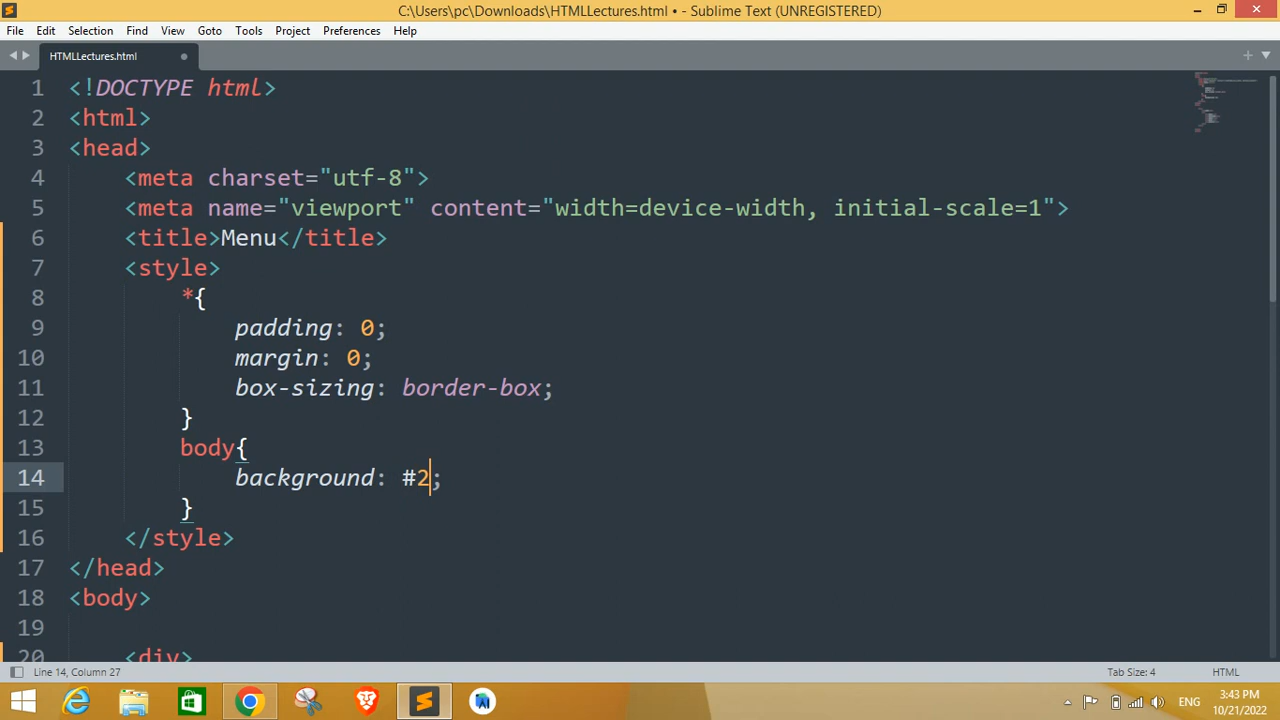 C:\Users\pc\Downloads\HTMLLectures.html • - Sublime Text (UNREGISTERED)
File Edit Selection Find View Goto Tools Project Preferences Help
HTMLLectures.html
1 <!DOCTYPE html>
2 <html>
3 <head>
4 <meta charset="utf-8">
5 <meta name="viewport" content="width=device-width, initial-scale=1">
6 <title>Menu</title>
7 <style>
8 *{
9 padding: 0;
10 margin: 0;
11 box-sizing: border-box;
12 }
13 body{
14 background: #2;
15 }
16 </style>
17 </head>
18 <body>
19
20 <div>
Line 14, Column 27 Tab Size: 4 HTML
ENG 3:43 PM
10/21/2022